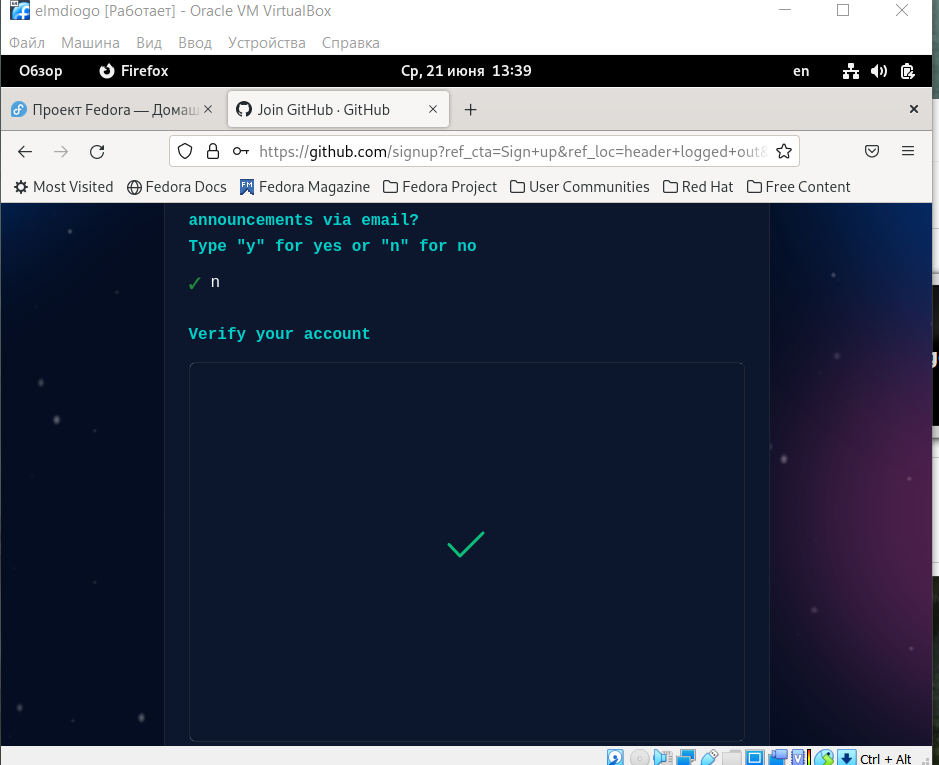 elmdiogo [Работает] - Oracle VM VirtualBox
Файл Машина Вид Ввод Устройства Справка
Обзор Firefox Ср, 21 июня 13:39 en
Проект Fedora — Домаш Join GitHub · GitHub
https://github.com/signup?ref_cta=Sign+up&ref_loc=header+logged+out&
Most Visited Fedora Docs Fedora Magazine Fedora Project User Communities Red Hat Free Content
announcements via email?
Type "y" for yes or "n" for no
✓ n
Verify your account
Ctrl + Alt